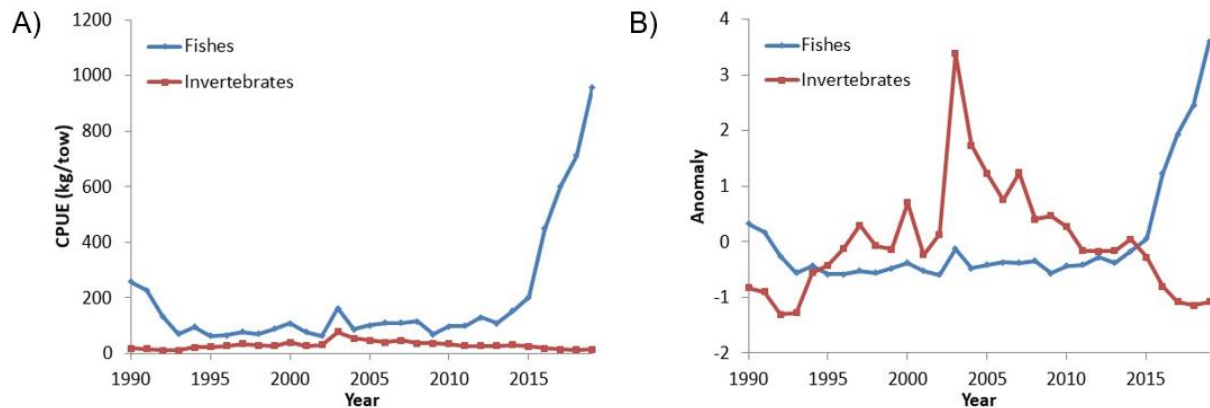 A)
1200
1000
800
600
400
200
0
CPUE (kg/tow)
Fishes
Invertebrates
1990 1995 2000 2005 2010 2015
Year
B)
4
3
2
1
0
-1
-2
Anomaly
Fishes
Invertebrates
1990 1995 2000 2005 2010 2015
Year